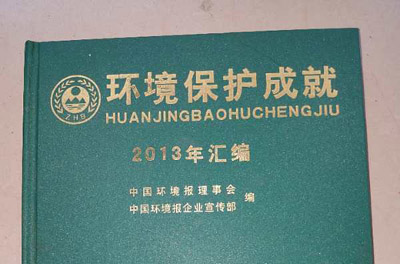 环境保护成就
HUANJINGBAOHUCHENGJIU
ZHB
2013年汇编
中国环境报理事会
中国环境报企业宣传部 编